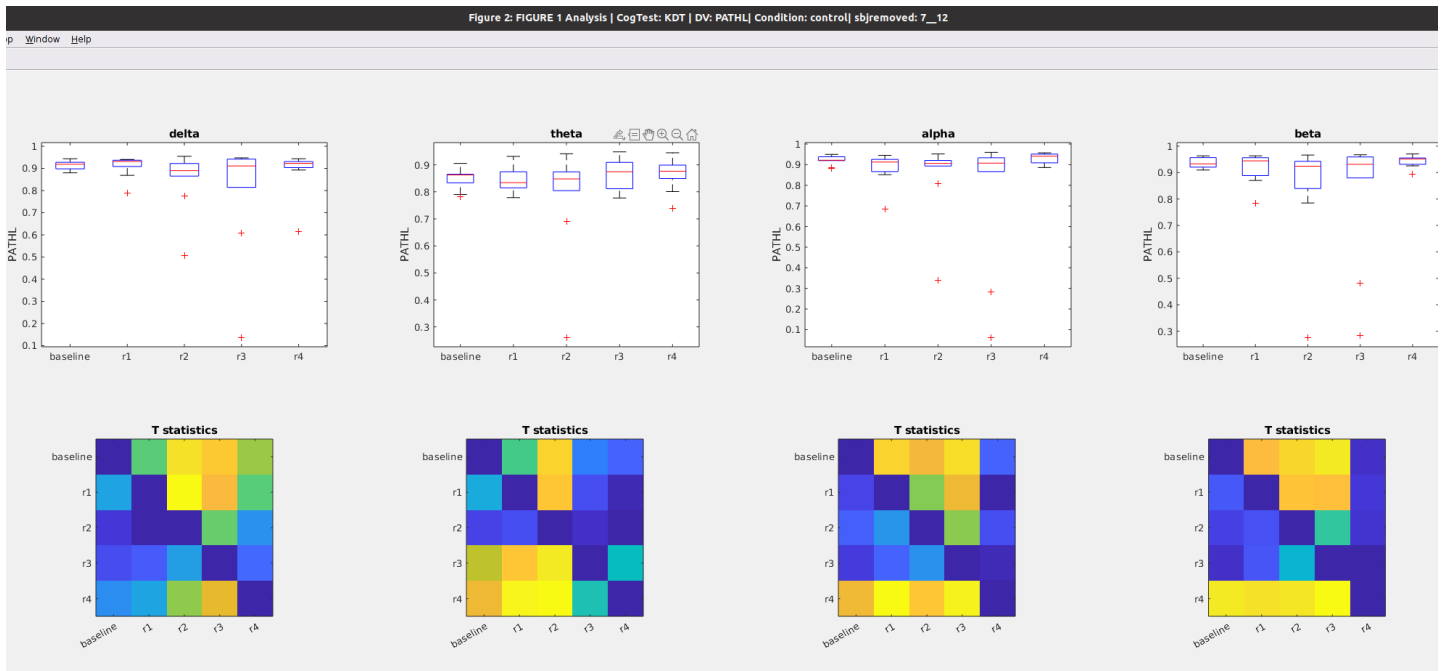 Figure 2: FIGURE 1 Analysis | CogTest: KDT | DV: PATHL| Condition: control| sbjremoved: 7__12
Window Help
delta
PATHL
1
0.9
0.8
0.7
0.6
0.5
0.4
0.3
0.2
0.1
baseline r1 r2 r3 r4
theta
PATHL
0.9
0.8
0.7
0.6
0.5
0.4
0.3
baseline r1 r2 r3 r4
alpha
PATHL
1
0.9
0.8
0.7
0.6
0.5
0.4
0.3
0.2
0.1
baseline r1 r2 r3 r4
beta
PATHL
1
0.9
0.8
0.7
0.6
0.5
0.4
0.3
baseline r1 r2 r3 r4
T statistics
baseline
r1
r2
r3
r4
baseline r1 r2 r3 r4
T statistics
baseline
r1
r2
r3
r4
baseline r1 r2 r3 r4
T statistics
baseline
r1
r2
r3
r4
baseline r1 r2 r3 r4
T statistics
baseline
r1
r2
r3
r4
baseline r1 r2 r3 r4